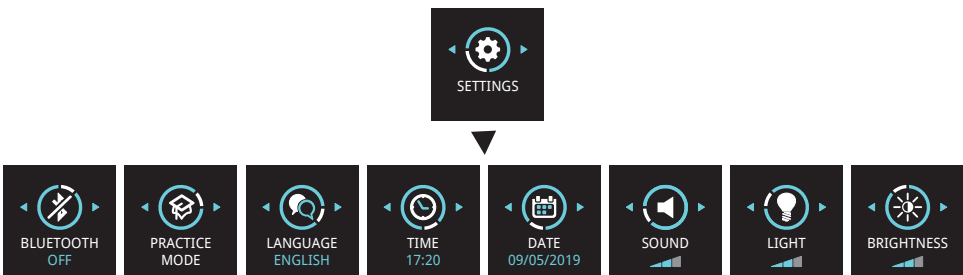 SETTINGS
BLUETOOTH
OFF
PRACTICE
MODE
LANGUAGE
ENGLISH
TIME
17:20
DATE
09/05/2019
SOUND
LIGHT
BRIGHTNESS